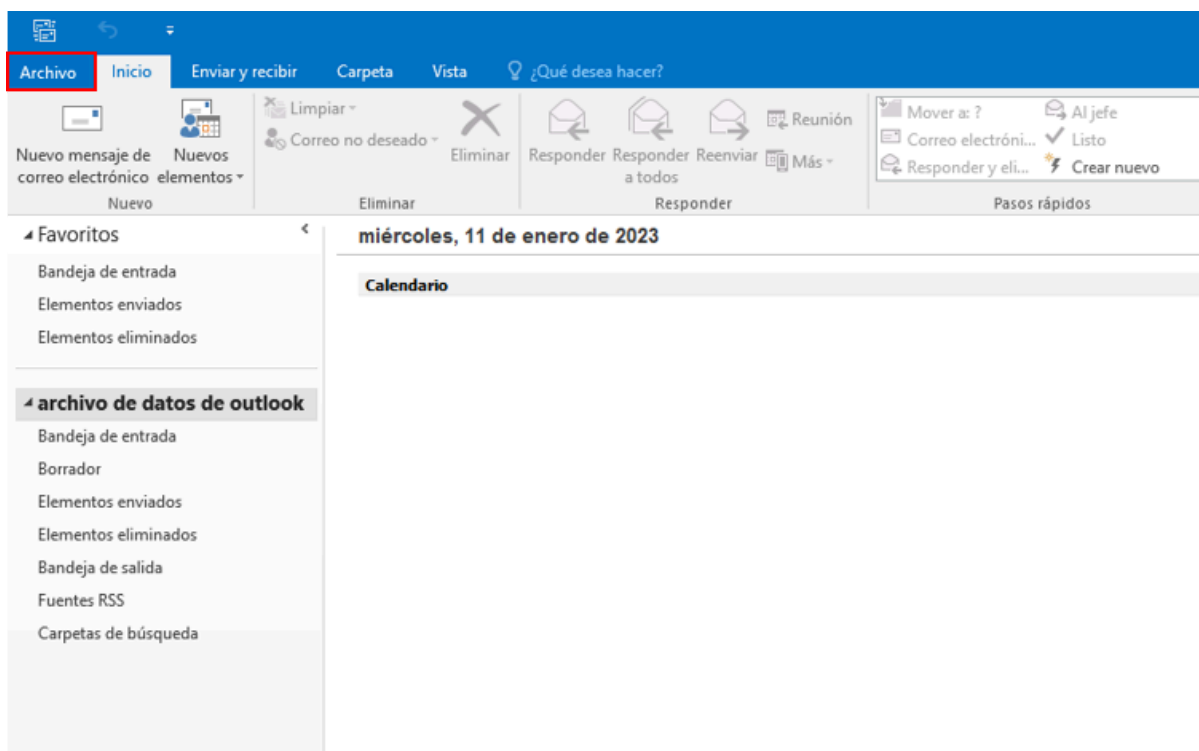 Archivo Inicio Enviar y recibir Carpeta Vista ¿Qué desea hacer?
Nuevo mensaje de correo electrónico
Nuevos elementos
Nuevo
Limpiar
Correo no deseado
Eliminar
Eliminar
Responder
Responder a todos
Reenviar
Reunión
Más
Responder
Mover a: ?
Correo electróni...
Responder y eli...
Al jefe
Listo
Crear nuevo
Pasos rápidos
Favoritos
Bandeja de entrada
Elementos enviados
Elementos eliminados
archivo de datos de outlook
Bandeja de entrada
Borrador
Elementos enviados
Elementos eliminados
Bandeja de salida
Fuentes RSS
Carpetas de búsqueda
miércoles, 11 de enero de 2023
Calendario